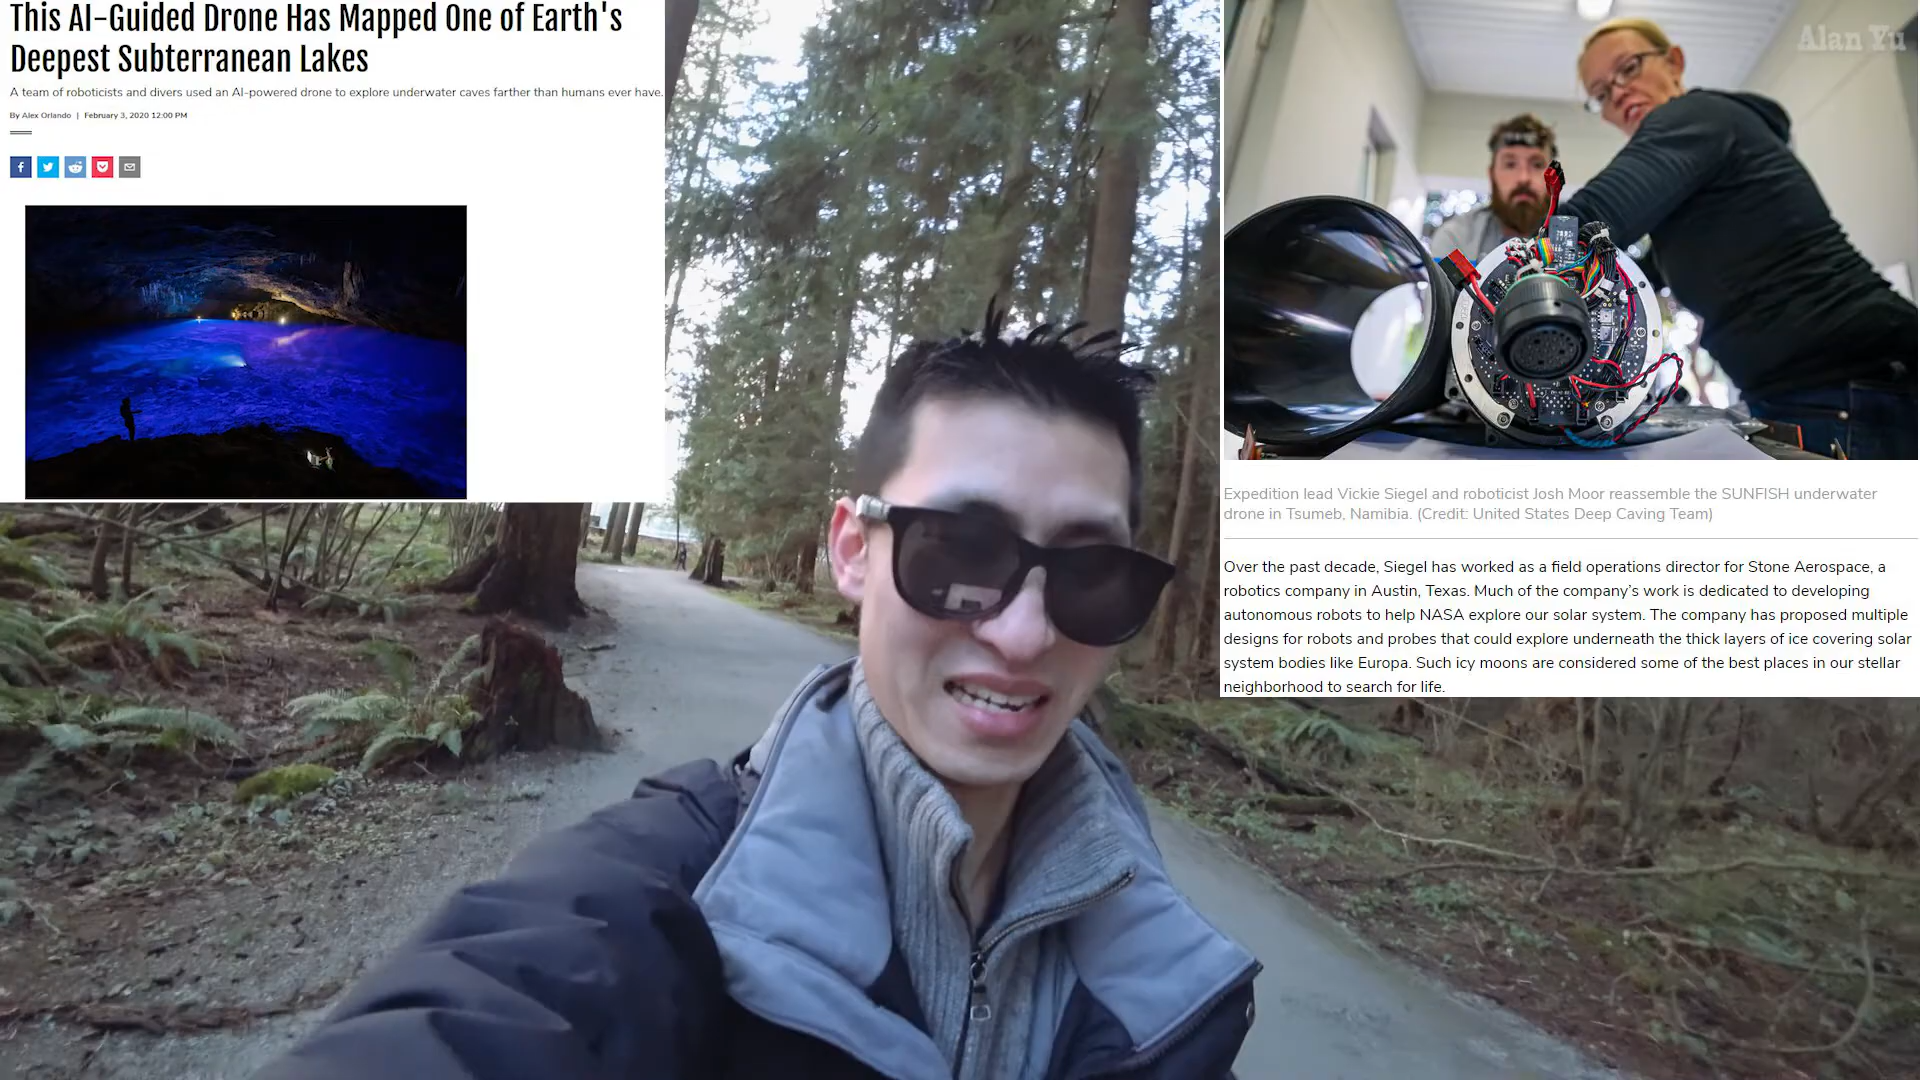 This AI-Guided Drone Has Mapped One of Earth's
Deepest Subterranean Lakes
A team of roboticists and divers used an AI-powered drone to explore underwater caves farther than humans ever have.
By Alex Orlando | February 3, 2020 12:00 PM
Alan Yu
Expedition lead Vickie Siegel and roboticist Josh Moor reassemble the SUNFISH underwater
drone in Tsumeb, Namibia. (Credit: United States Deep Caving Team)
Over the past decade, Siegel has worked as a field operations director for Stone Aerospace, a
robotics company in Austin, Texas. Much of the company’s work is dedicated to developing
autonomous robots to help NASA explore our solar system. The company has proposed multiple
designs for robots and probes that could explore underneath the thick layers of ice covering solar
system bodies like Europa. Such icy moons are considered some of the best places in our stellar
neighborhood to search for life.